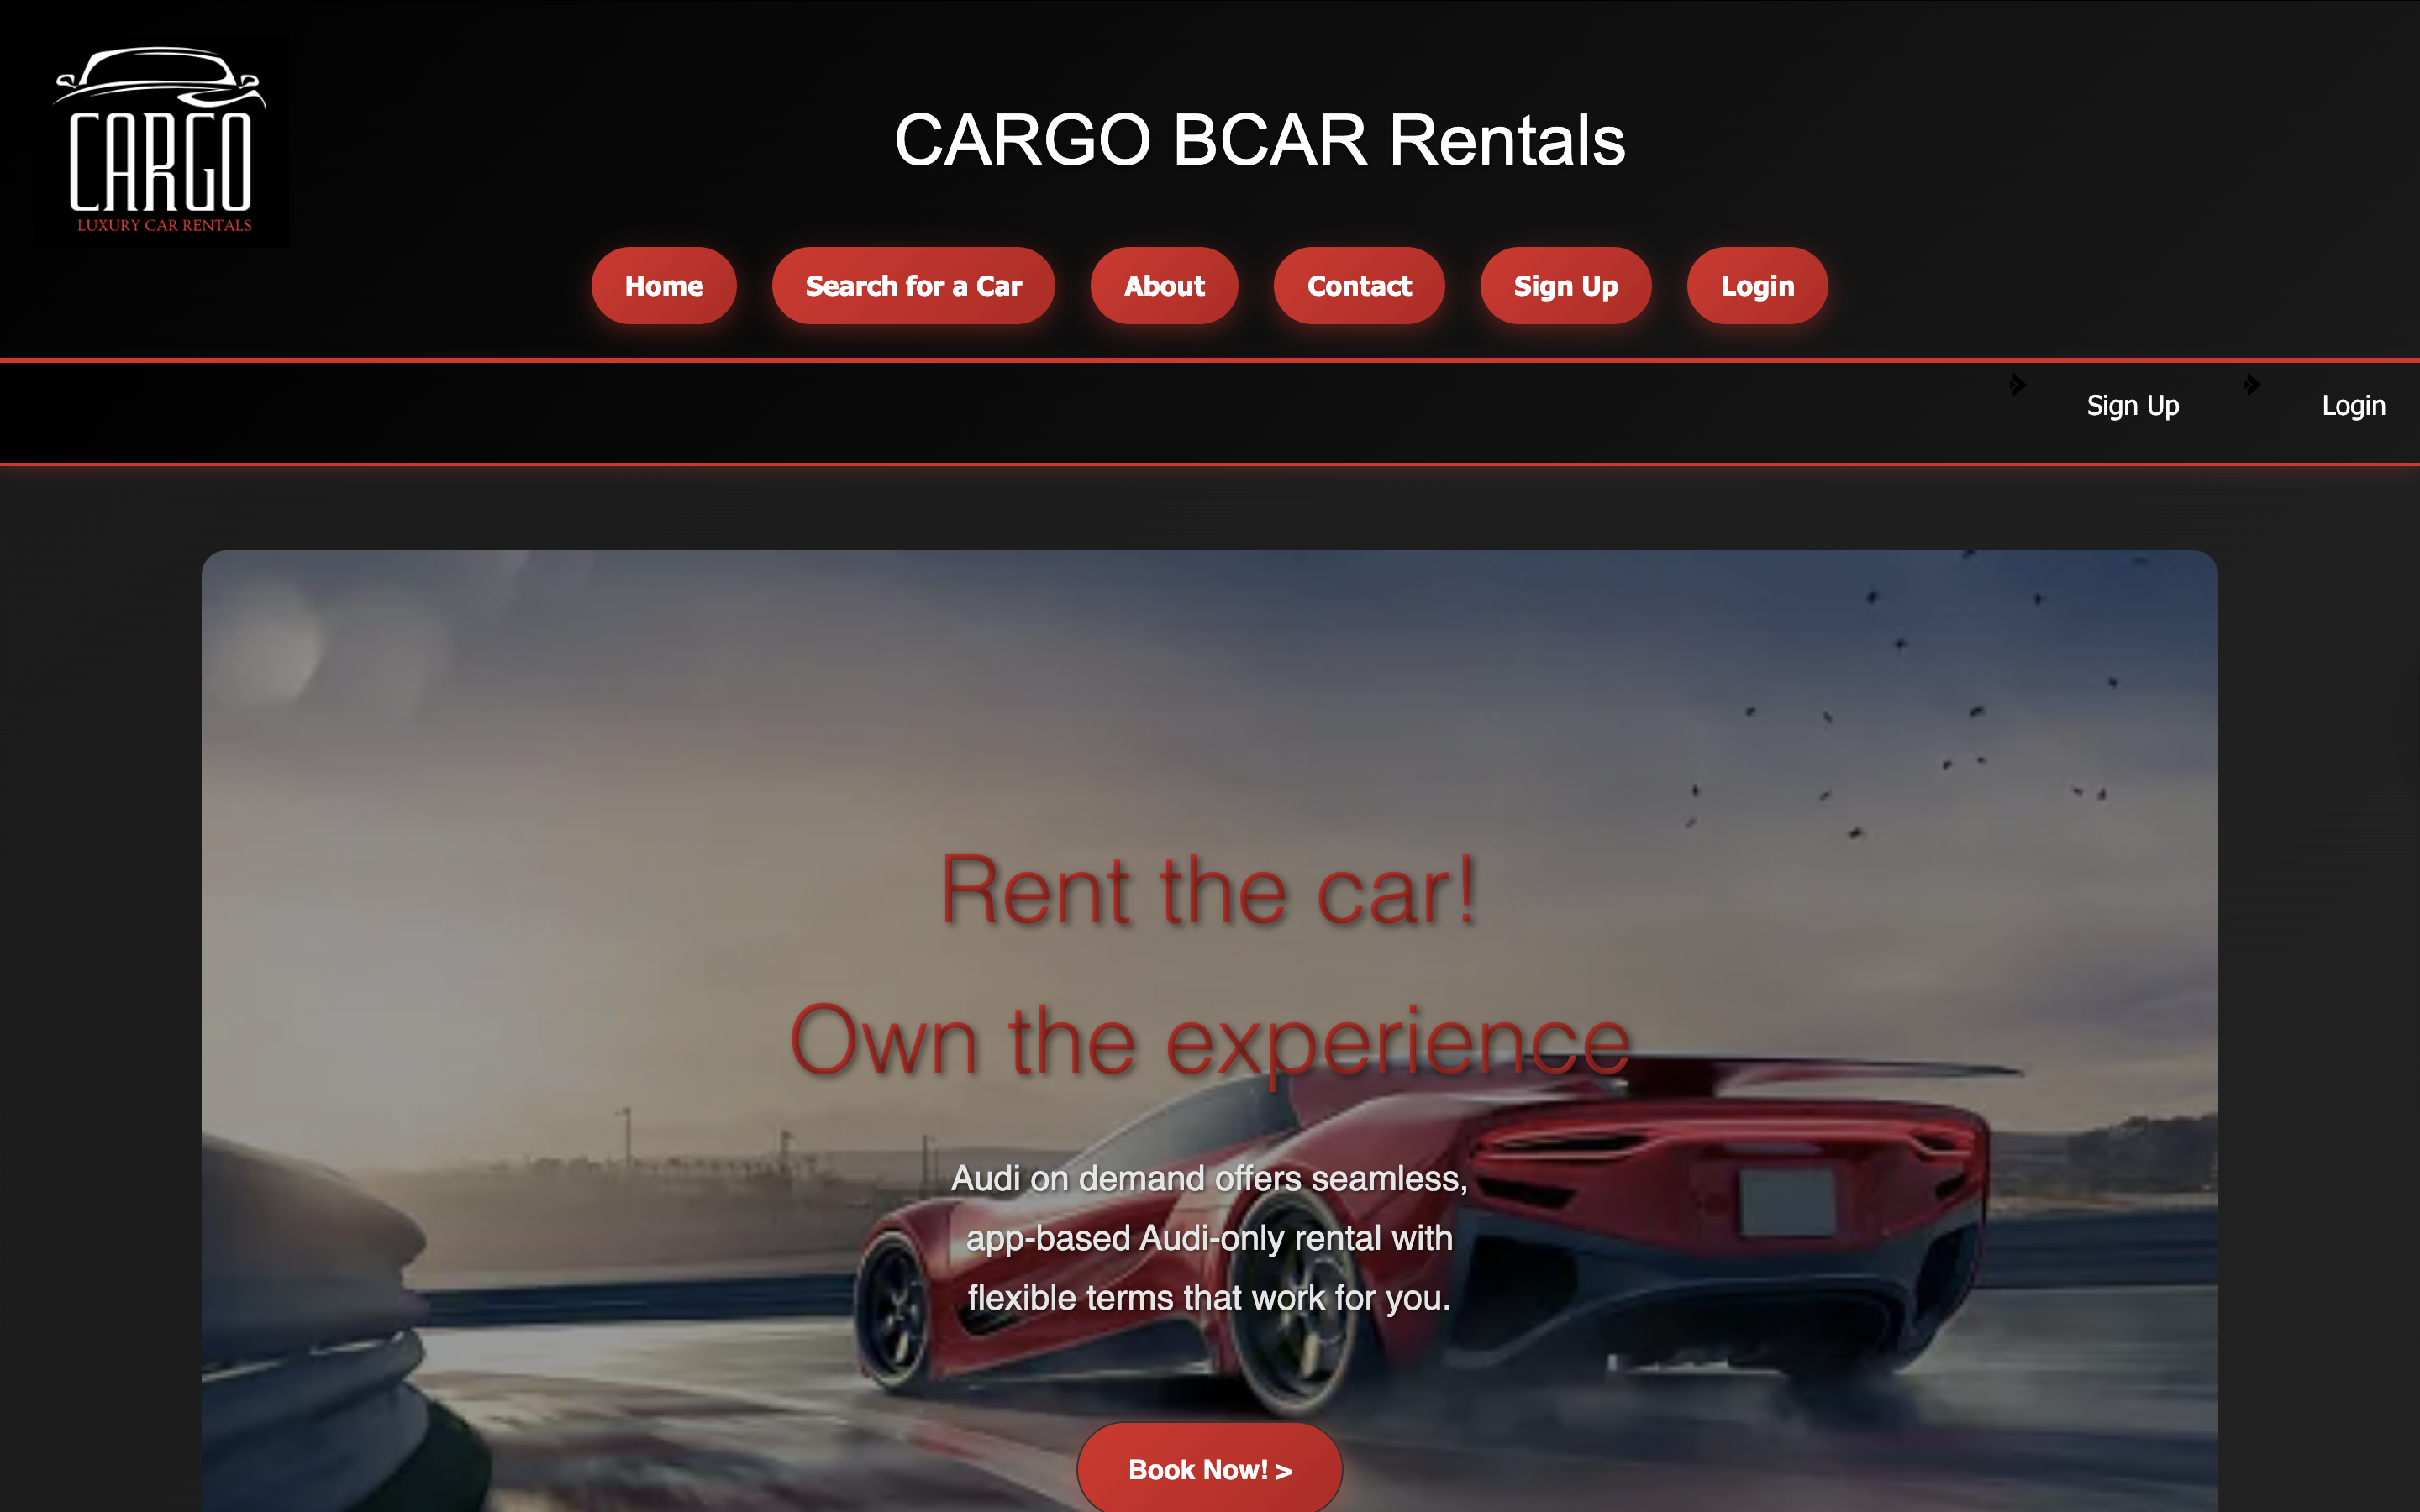 CARGO
LUXURY CAR RENTALS
CARGO BCAR Rentals
Home
Search for a Car
About
Contact
Sign Up
Login
Sign Up
Login
Rent the car!
Own the experience
Audi on demand offers seamless,
app-based Audi-only rental with
flexible terms that work for you.
Book Now! >